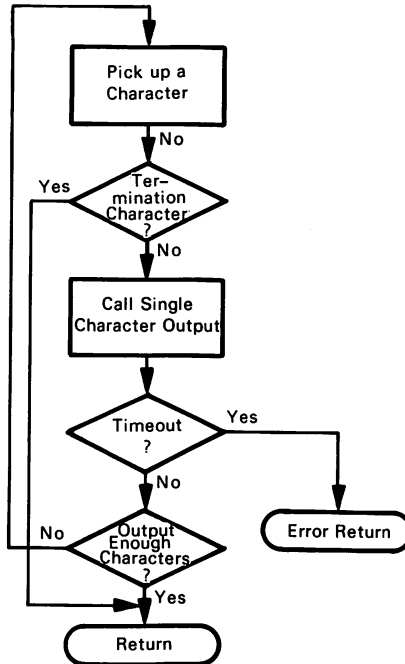 Pick up a
Character
No
Yes
Ter-
mination
Character
?
No
Call Single
Character Output
Timeout
?
Yes
No
Error Return
No
Output
Enough
Characters
?
Yes
Return